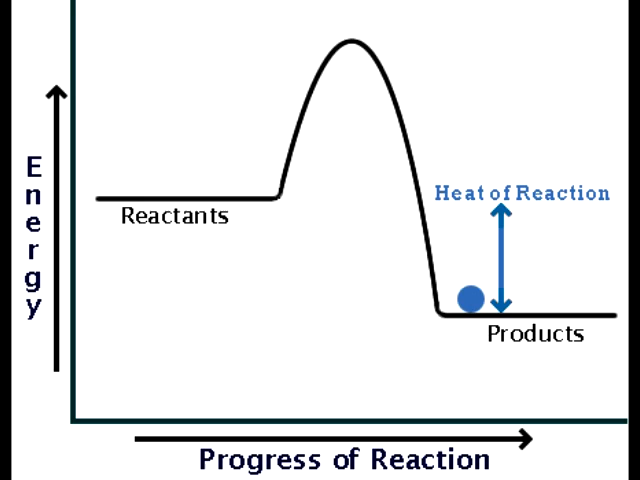 Energy
Reactants
Heat of Reaction
Products
Progress of Reaction